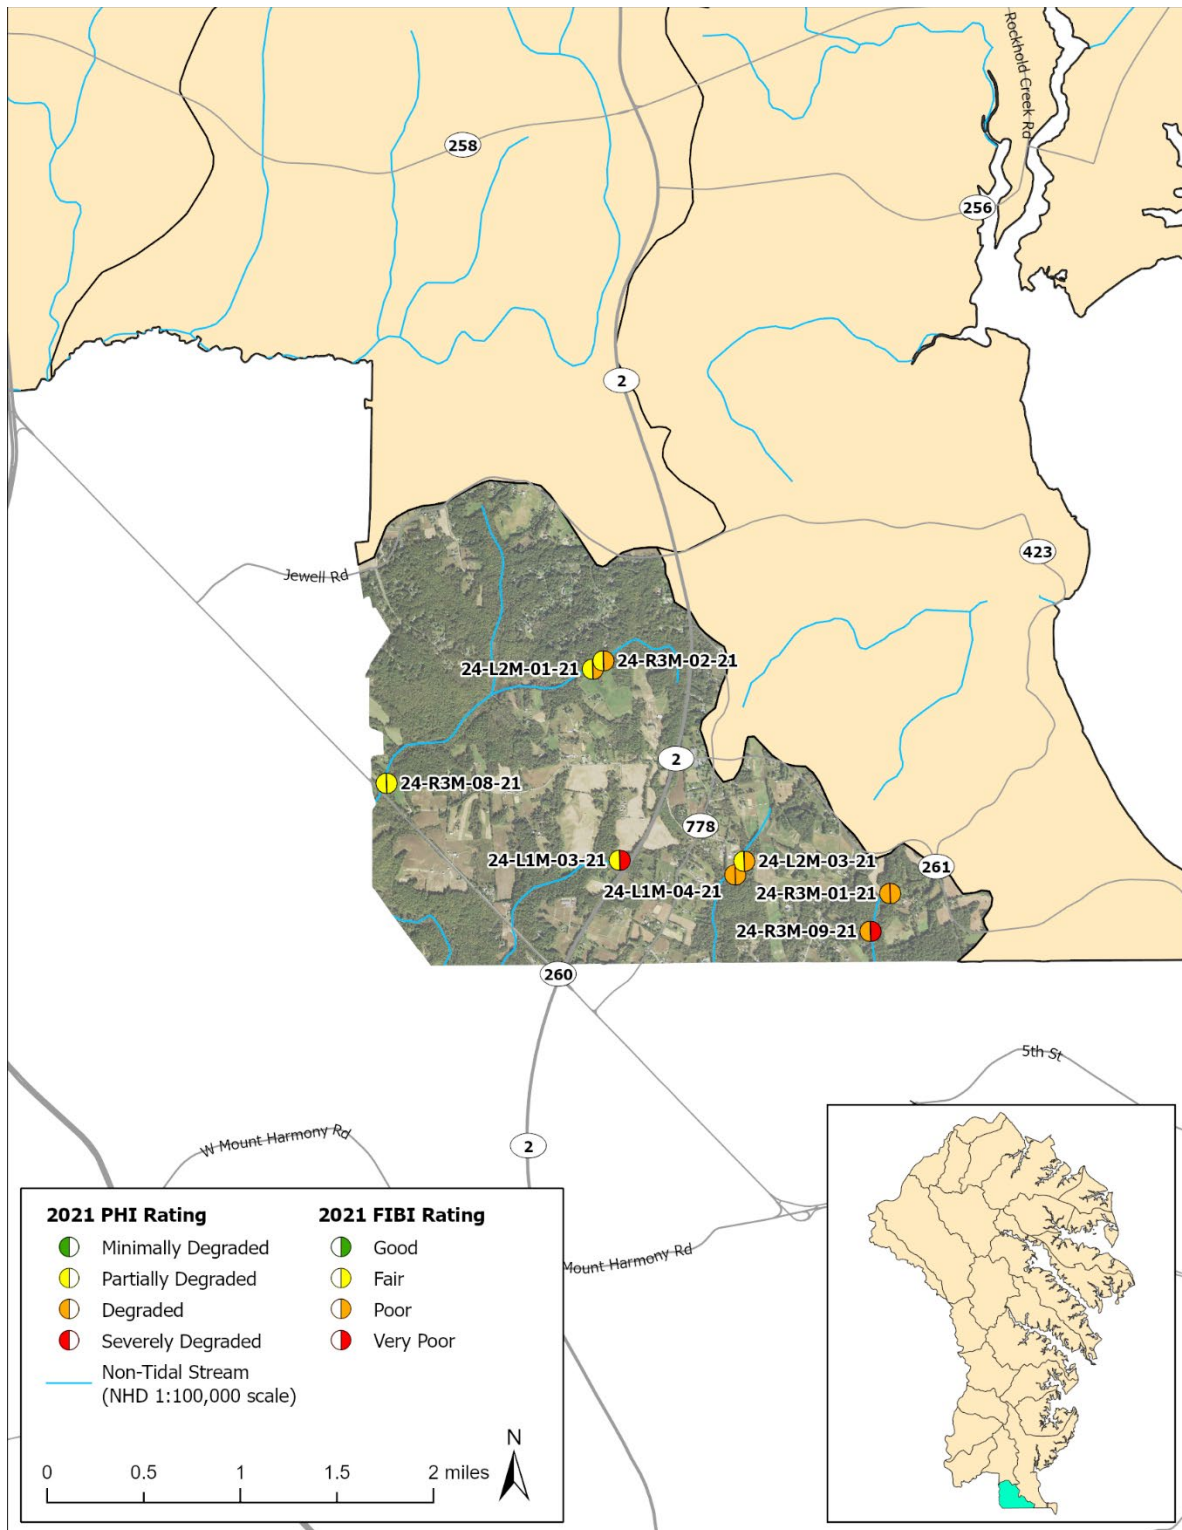 Rockhold Creek Rd
258
256
2
423
Jewell Rd
24-L2M-01-21
24-R3M-02-21
2
24-R3M-08-21
778
24-L1M-03-21
24-L2M-03-21
261
24-L1M-04-21
24-R3M-01-21
24-R3M-09-21
260
5th St
W Mount Harmony Rd
2
Mount Harmony Rd
2021 PHI Rating
Minimally Degraded
Partially Degraded
Degraded
Severely Degraded
Non-Tidal Stream
(NHD 1:100,000 scale)
2021 FIBI Rating
Good
Fair
Poor
Very Poor
N
0 0.5 1 1.5 2 miles